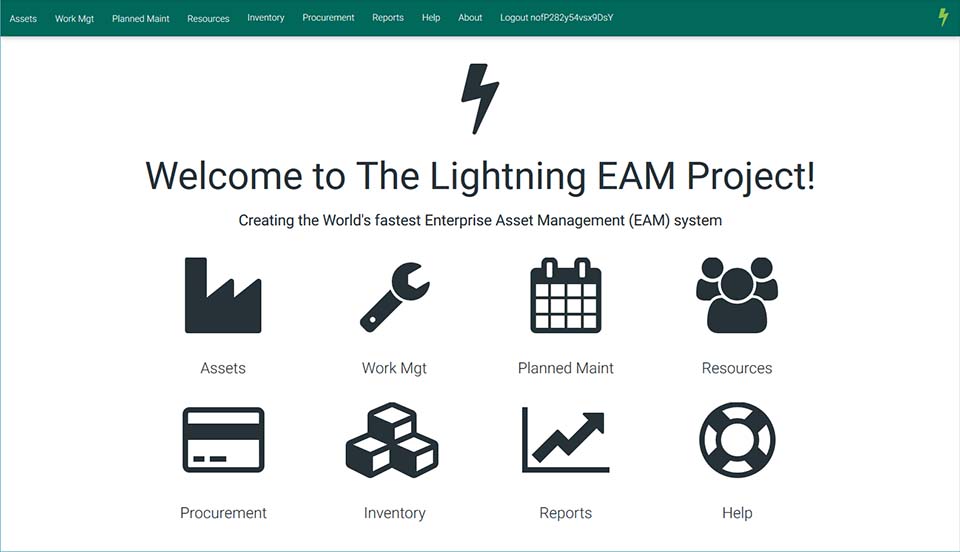 Assets Work Mgt Planned Maint Resources Inventory Procurement Reports Help About Logout nofP282y54vsx9DsY
Welcome to The Lightning EAM Project!
Creating the World's fastest Enterprise Asset Management (EAM) system
Assets Work Mgt Planned Maint Resources
Procurement Inventory Reports Help